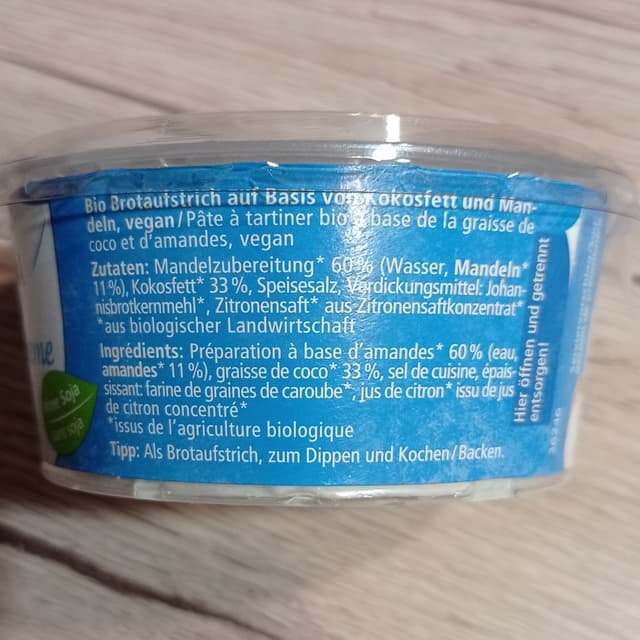 Bio Brotaufstrich auf Basis von Kokosfett und Man-
deln, vegan/Pâte à tartiner bio à base de la graisse de
coco et d'amandes, vegan
Zutaten: Mandelzubereitung* 60% (Wasser, Mandeln*
11%), Kokosfett* 33%, Speisesalz, Verdickungsmittel: Johan-
nisbrotkernmehl*, Zitronensaft* aus Zitronensaftkonzentrat*
*aus biologischer Landwirtschaft
Ingrédients: Préparation à base d'amandes* 60% (eau,
amandes* 11%), graisse de coco* 33%, sel de cuisine, épais-
sissant: farine de graines de caroube*, jus de citron* issu de jus
de citron concentré*
*issus de l'agriculture biologique
Tipp: Als Brotaufstrich, zum Dippen und Kochen/Backen.
Hier öffnen und getrennt
entsorgen!
Soja
soja